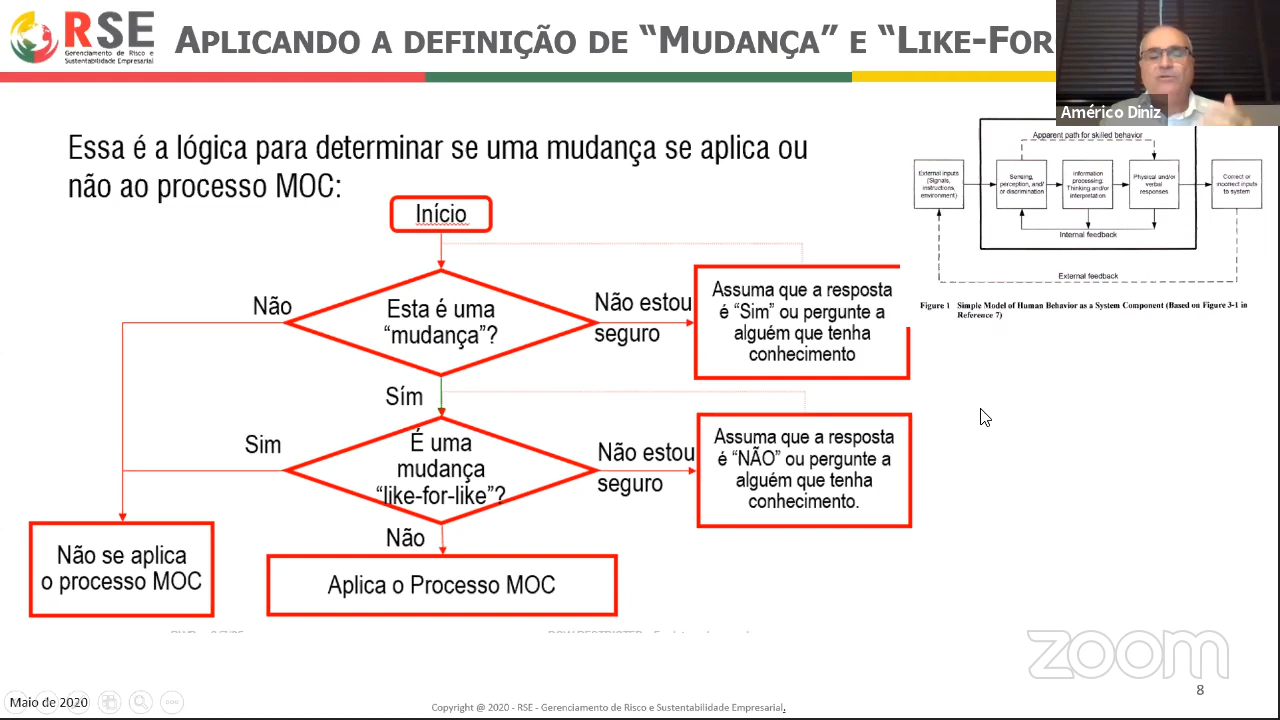 RSE
Gerenciamento de Risco e
Sustentabilidade Empresarial
APLICANDO A DEFINIÇÃO DE “MUDANÇA” E “LIKE-FOR
Américo Diniz
Essa é a lógica para determinar se uma mudança se aplica ou
não ao processo MOC:
Início
Não
Esta é uma
“mudança”?
Não estou
seguro
Assuma que a resposta
é “Sim” ou pergunte a
alguém que tenha
conhecimento
Sím
Sim
É uma
mudança
“like-for-like”?
Não estou
seguro
Assuma que a resposta
é “NÃO” ou pergunte a
alguém que tenha
conhecimento.
Não
Não se aplica
o processo MOC
Aplica o Processo MOC
Apparent path for skilled behavior
External inputs
(Signals,
instructions,
environment)
Sensing,
perception, and/
or discrimination
Information
processing:
Thinking and/or
interpretation
Physical and/or
verbal
responses
Correct or
incorrect inputs
to system
Internal feedback
External feedback
Figure 1 Simple Model of Human Behavior as a System Component (Based on Figure 3-1 in
Reference 7)
zoom
8
Maio de 2020
Copyright @ 2020 - RSE - Gerenciamento de Risco e Sustentabilidade Empresarial.